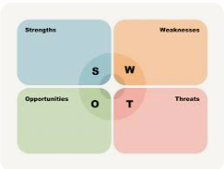 Strengths
Weaknesses
S
W
O
T
Opportunities
Threats